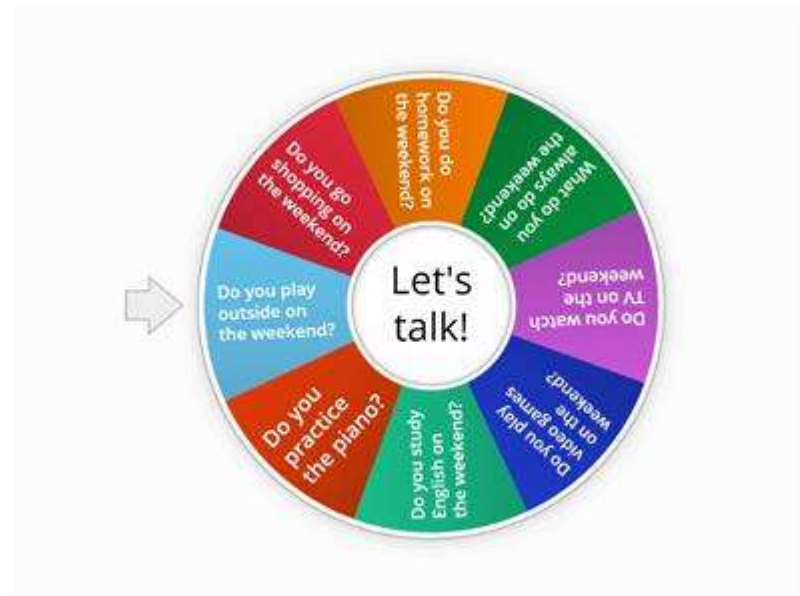 Let's
talk!
Do you play
outside on
the weekend?
Do you go
shopping on
the weekend?
Do you do
homework on
the weekend?
What do you
always do on
the weekend?
Do you watch
TV on the
weekend?
Do you play
video games
on the
weekend?
Do you study
English on
the weekend?
Do you
practice
the piano?